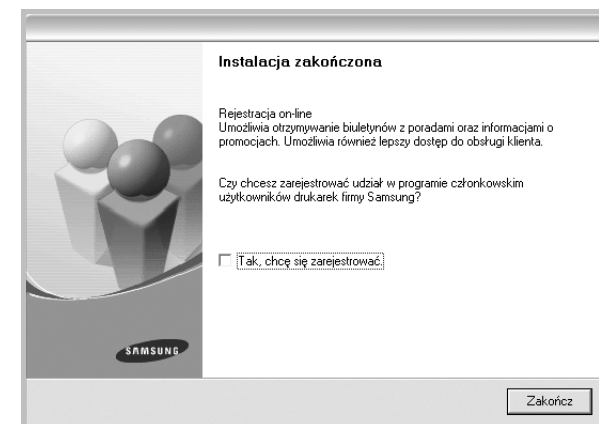 Instalacja zakończona
Rejestracja on-line
Umożliwia otrzymywanie biuletynów z poradami oraz informacjami o
promocjach. Umożliwia również lepszy dostęp do obsługi klienta.
Czy chcesz zarejestrować udział w programie członkowskim
użytkowników drukarek firmy Samsung?
Tak, chcę się zarejestrować.
SAMSUNG
Zakończ